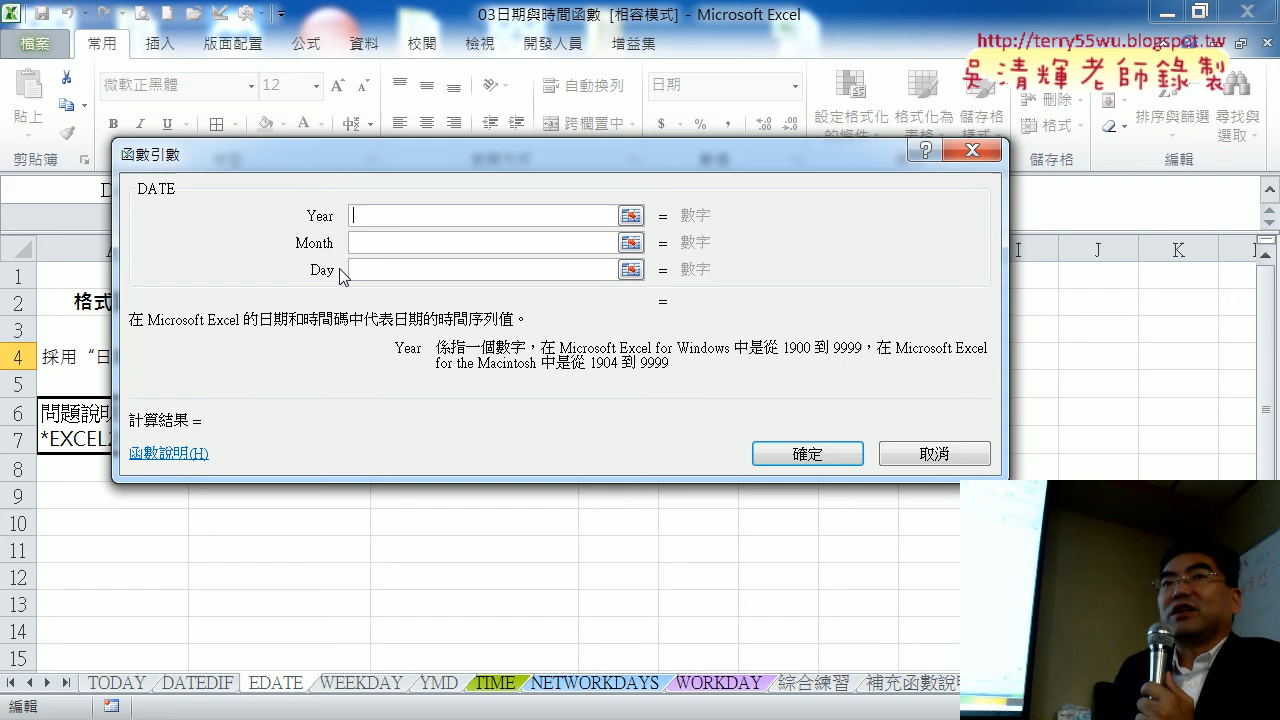 03日期與時間函數 [相容模式] - Microsoft Excel
檔案 常用 插入 版面配置 公式 資料 校閱 檢視 開發人員 增益集
http://terry55wu.blogspot.tw
吳清輝老師錄製
微軟正黑體 12 自動換列 日期
貼上 設定格式化的條件 格式化為 儲存格 刪除 排序與篩選 尋找與選取
B I U 跨欄置中 $ % , 格式
剪貼簿 儲存格 編輯
函數引數
DATE
Year = 數字
Month = 數字
Day = 數字
=
在 Microsoft Excel 的日期和時間碼中代表日期的時間序列值。
Year 係指一個數字，在 Microsoft Excel for Windows 中是從 1900 到 9999，在 Microsoft Excel
for the Macintosh 中是從 1904 到 9999
計算結果 =
函數說明(H) 確定 取消
I J K
1
2 格式
3
4 採用“日
5
6 問題說明
7 *EXCEL2
8
9
10
11
12
13
14
15
TODAY DATEDIF EDATE WEEKDAY YMD TIME NETWORKDAYS WORKDAY 綜合練習 補充函數說明
編輯